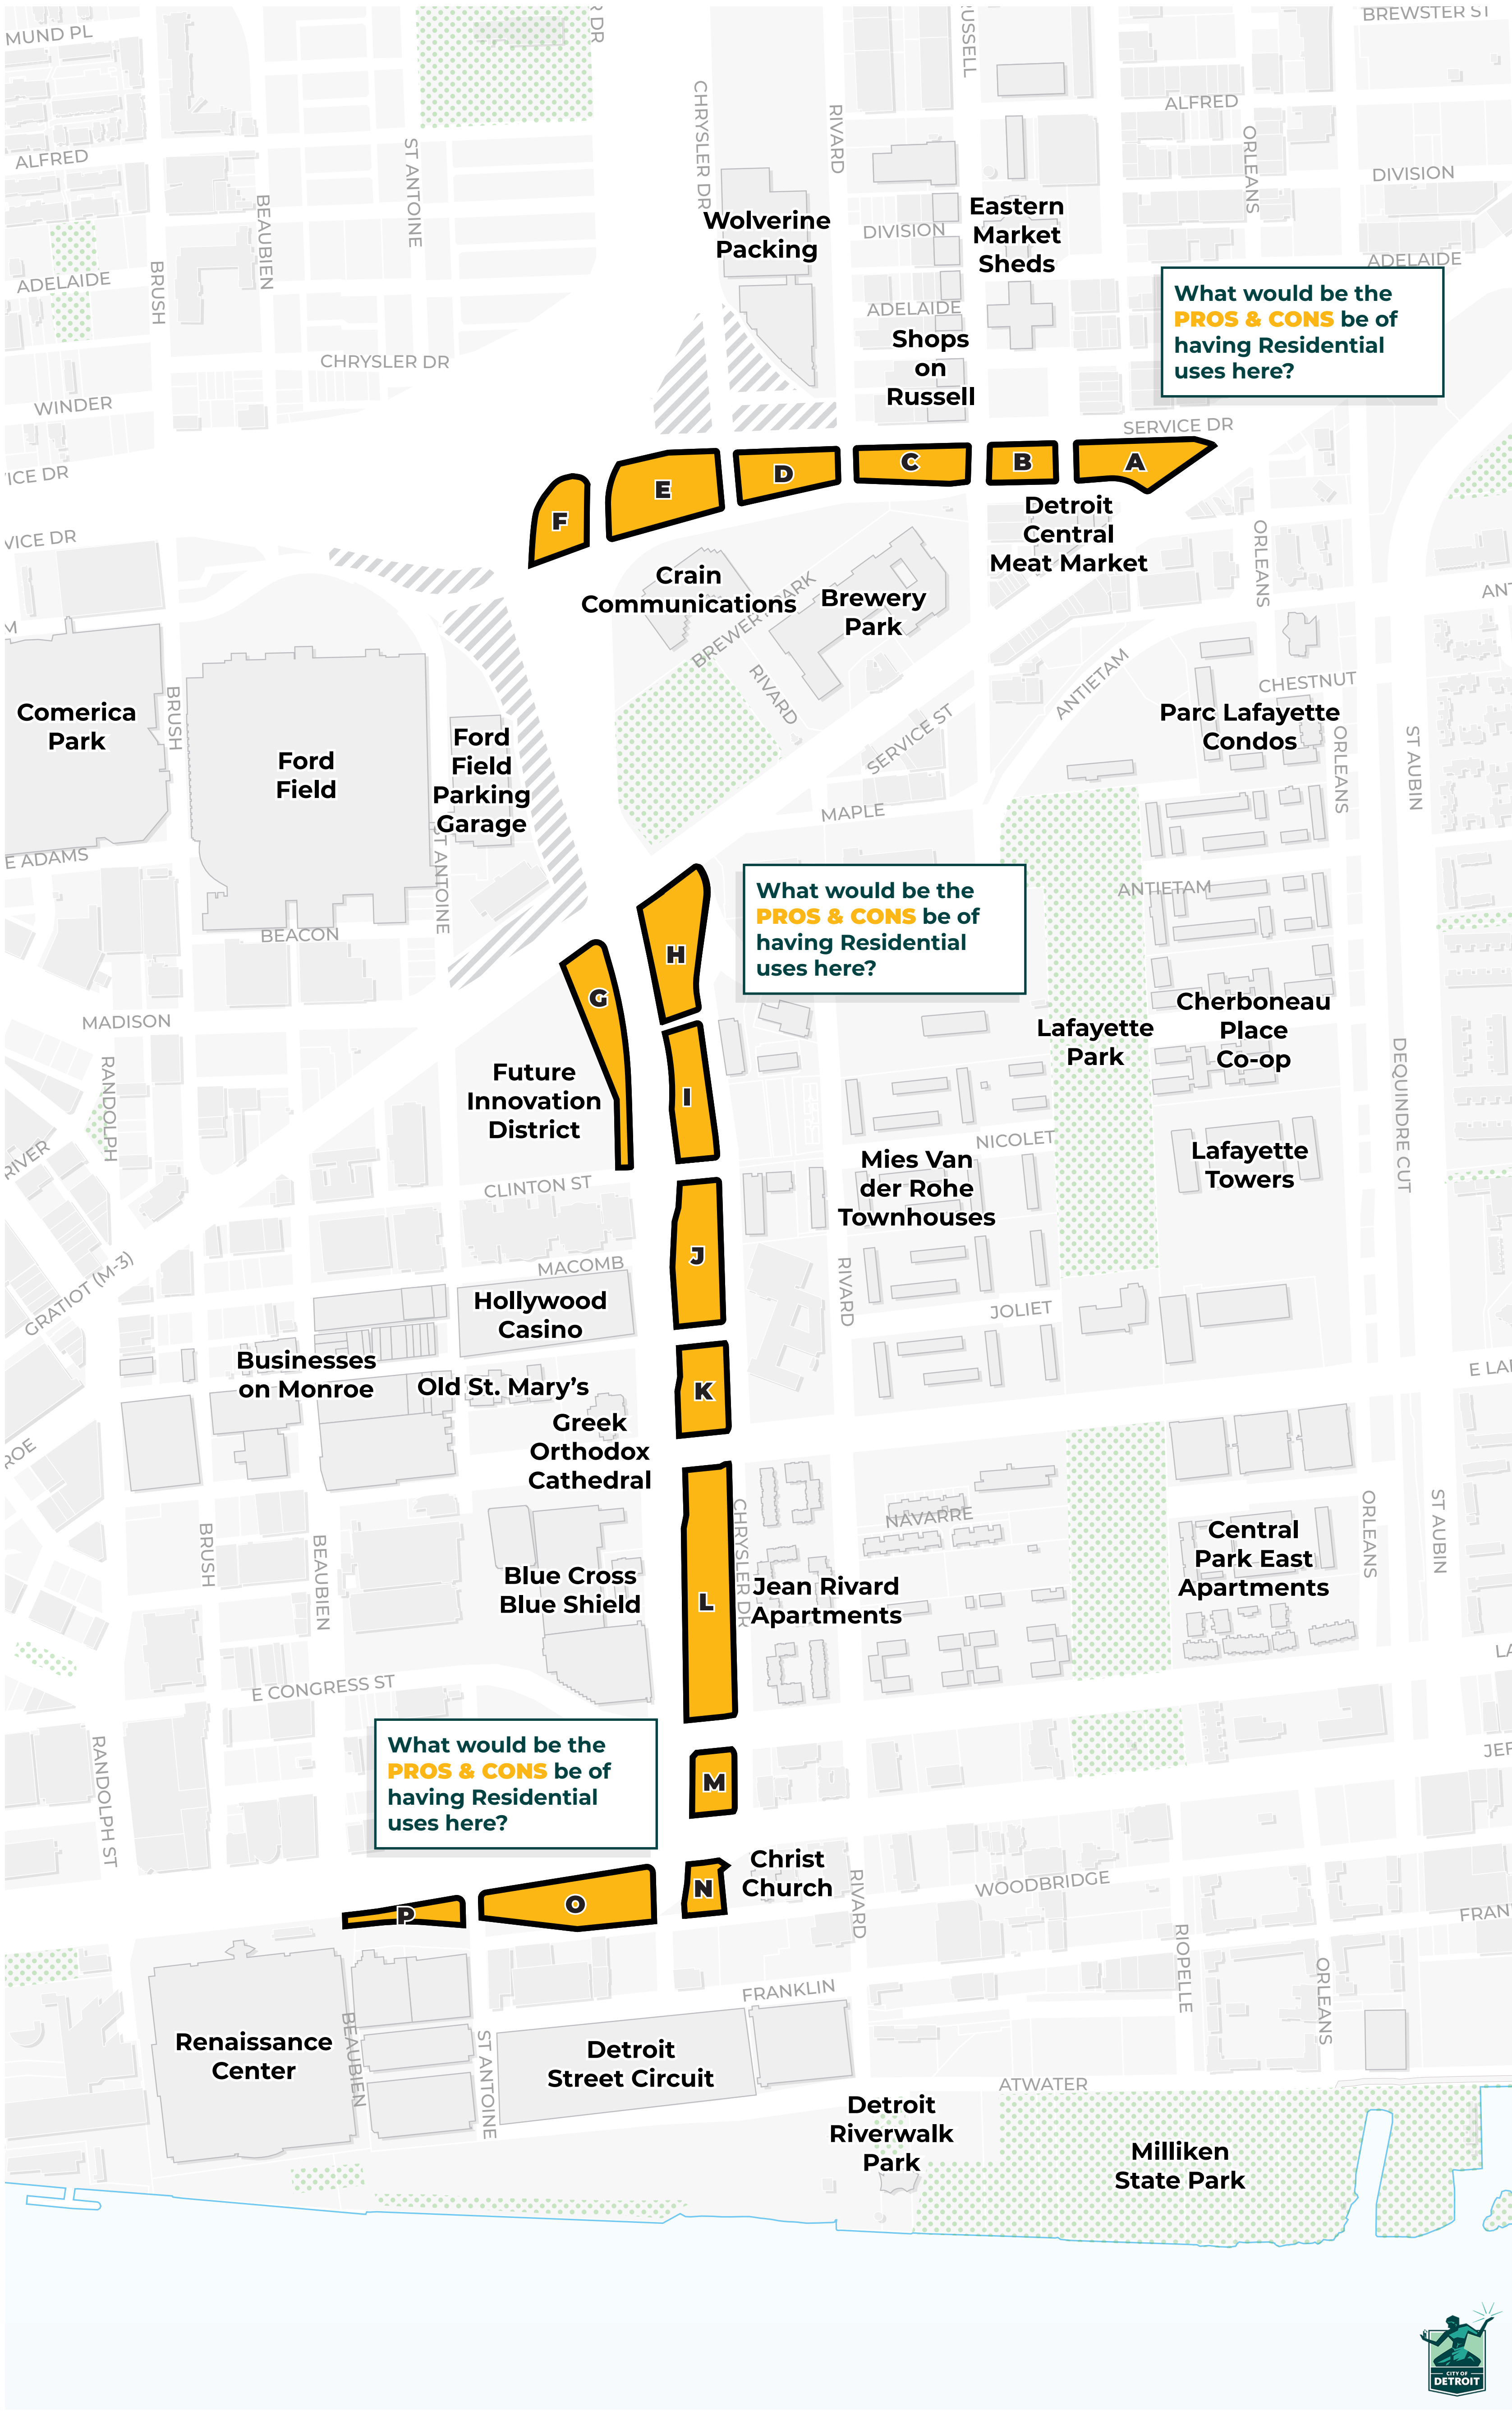 MUND PL
R DR
RUSSELL
BREWSTER ST
CHRYSLER DR
RIVARD
ALFRED
ORLEANS
ALFRED
ST ANTOINE
DIVISION
BEAUBIEN
Wolverine
Packing
DIVISION
Eastern
Market
Sheds
ADELAIDE
ADELAIDE
BRUSH
What would be the
PROS & CONS be of
having Residential
uses here?
ADELAIDE
Shops
on
Russell
CHRYSLER DR
WINDER
SERVICE DR
VICE DR
A
B
C
D
E
F
Detroit
Central
Meat Market
VICE DR
ORLEANS
Crain
Communications
BREWERY PARK
Brewery
Park
ANT
M
RIVARD
ANTIETAM
CHESTNUT
Comerica
Park
BRUSH
Ford
Field
Ford
Field
Parking
Garage
SERVICE ST
Parc Lafayette
Condos
ORLEANS
ST AUBIN
MAPLE
E ADAMS
ST ANTOINE
What would be the
PROS & CONS be of
having Residential
uses here?
ANTIETAM
BEACON
H
G
MADISON
Lafayette
Park
Cherboneau
Place
Co-op
RANDOLPH
Future
Innovation
District
I
DEQUINDRE CUT
RIVER
NICOLET
Mies Van
der Rohe
Townhouses
Lafayette
Towers
CLINTON ST
J
MACOMB
RIVARD
GRATIOT (M-3)
Hollywood
Casino
JOLIET
Businesses
on Monroe
Old St. Mary's
K
E LA
Greek
Orthodox
Cathedral
ROE
CHRYSLER DR
NAVARRE
ORLEANS
ST AUBIN
BRUSH
BEAUBIEN
Blue Cross
Blue Shield
L
Jean Rivard
Apartments
Central
Park East
Apartments
E CONGRESS ST
LA
What would be the
PROS & CONS be of
having Residential
uses here?
RANDOLPH ST
M
JEF
Christ
Church
N
O
P
RIVARD
WOODBRIDGE
FRAN
RIOPELLE
ORLEANS
FRANKLIN
Renaissance
Center
BEAUBIEN
ST ANTOINE
Detroit
Street Circuit
ATWATER
Detroit
Riverwalk
Park
Milliken
State Park
CITY OF
DETROIT